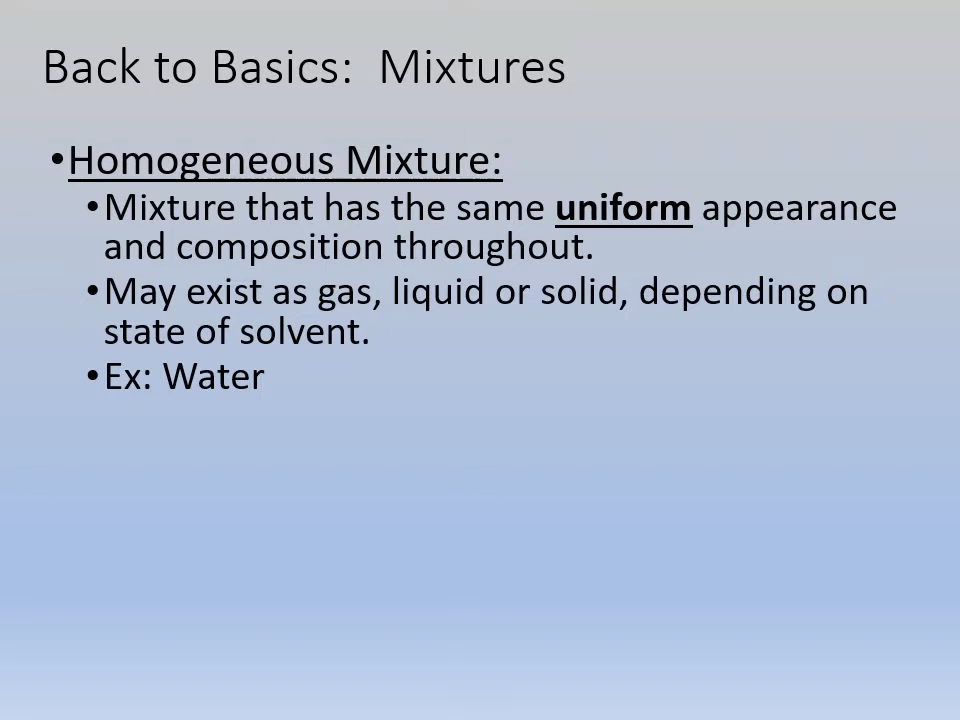 Back to Basics:  Mixtures
•Homogeneous Mixture:
•Mixture that has the same uniform appearance
and composition throughout.
•May exist as gas, liquid or solid, depending on
state of solvent.
•Ex: Water